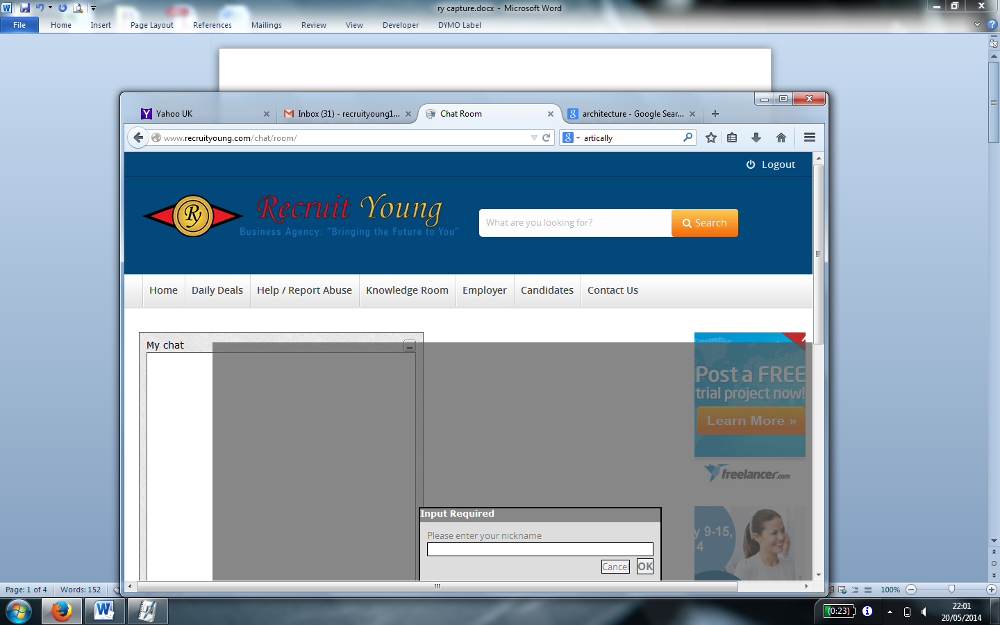 ry capture.docx - Microsoft Word
File Home Insert Page Layout References Mailings Review View Developer DYMO Label
Yahoo UK
Inbox (31) - recruityoung1...
Chat Room
architecture - Google Sear...
www.recruityoung.com/chat/room/
artically
Logout
Ry
Recruit Young
Business Agency: “Bringing the Future to You”
What are you looking for?
Search
Home Daily Deals Help / Report Abuse Knowledge Room Employer Candidates Contact Us
My chat
Post a FREE
trial project now!
Learn More »
freelancer.com
Input Required
Please enter your nickname
Cancel OK
y 9-15,
4
Page: 1 of 4 Words: 152
100%
(0:23)
22:01
20/05/2014